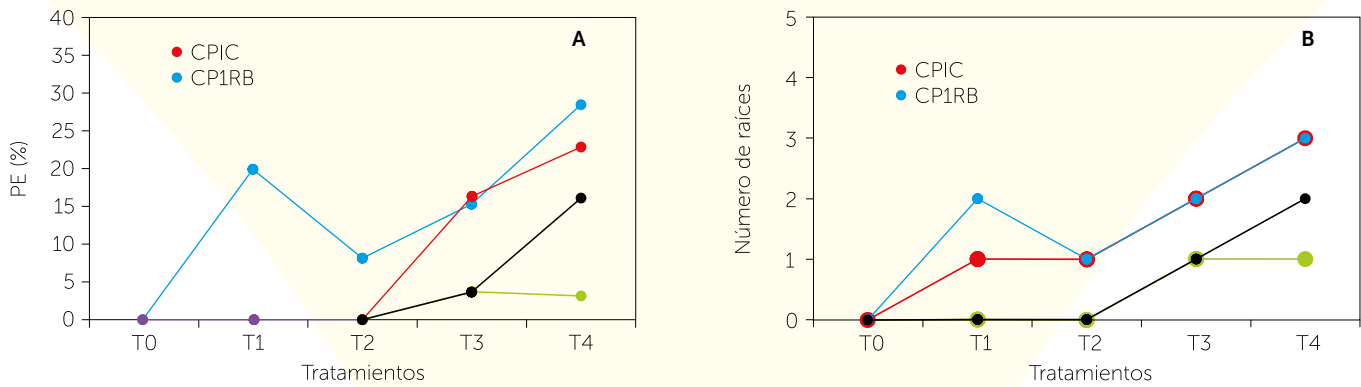 A
PE (%)
40
35
30
25
20
15
10
5
0
CPIC
CP1RB
T0 T1 T2 T3 T4
Tratamientos
B
Número de raíces
5
4
3
2
1
0
CPIC
CP1RB
T0 T1 T2 T3 T4
Tratamientos